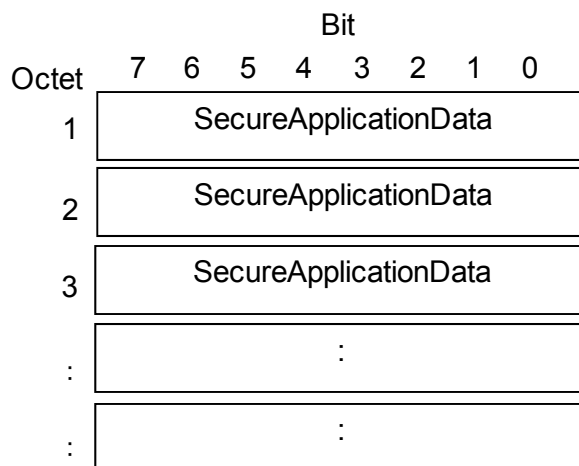 Bit
Octet 7 6 5 4 3 2 1 0
1 SecureApplicationData
2 SecureApplicationData
3 SecureApplicationData
: :
: :